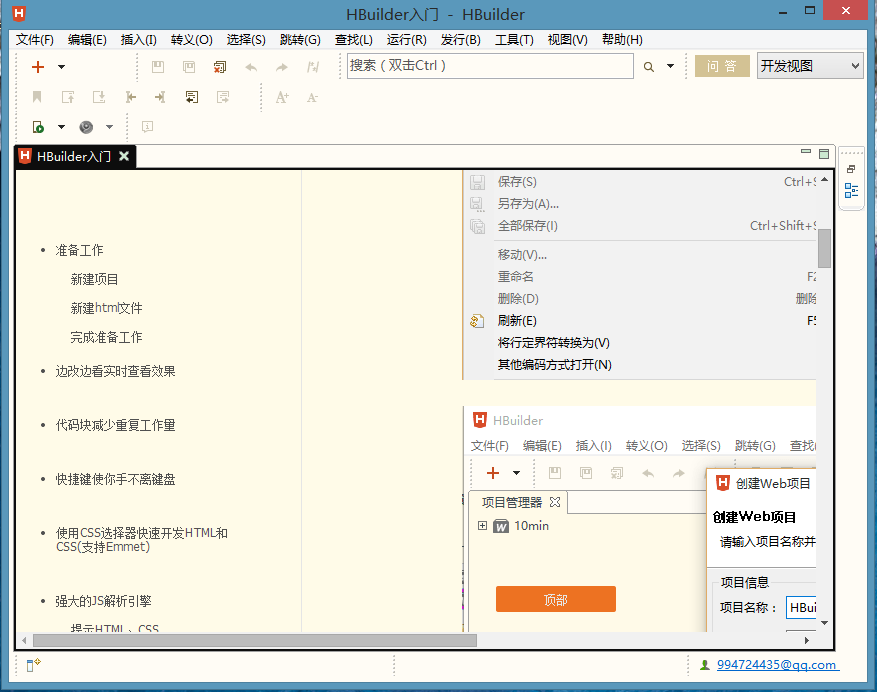 HBuilder入门 - HBuilder
文件(F) 编辑(E) 插入(I) 转义(O) 选择(S) 跳转(G) 查找(L) 运行(R) 发行(B) 工具(T) 视图(V) 帮助(H)
搜索（双击Ctrl） 问 答 开发视图
HBuilder入门
准备工作
新建项目
新建html文件
完成准备工作
边改边看实时查看效果
代码块减少重复工作量
快捷键使你手不离键盘
使用CSS选择器快速开发HTML和
CSS(支持Emmet)
强大的JS解析引擎
提示HTML、CSS
保存(S) Ctrl+S
另存为(A)...
全部保存(I) Ctrl+Shift+S
移动(V)...
重命名 F2
删除(D) 删除
刷新(E) F5
将行定界符转换为(V)
其他编码方式打开(N)
HBuilder
文件(F) 编辑(E) 插入(I) 转义(O) 选择(S) 跳转(G) 查找
项目管理器
10min
顶部
创建Web项目
创建Web项目
请输入项目名称并
项目信息
项目名称： HBui
994724435@qq.com